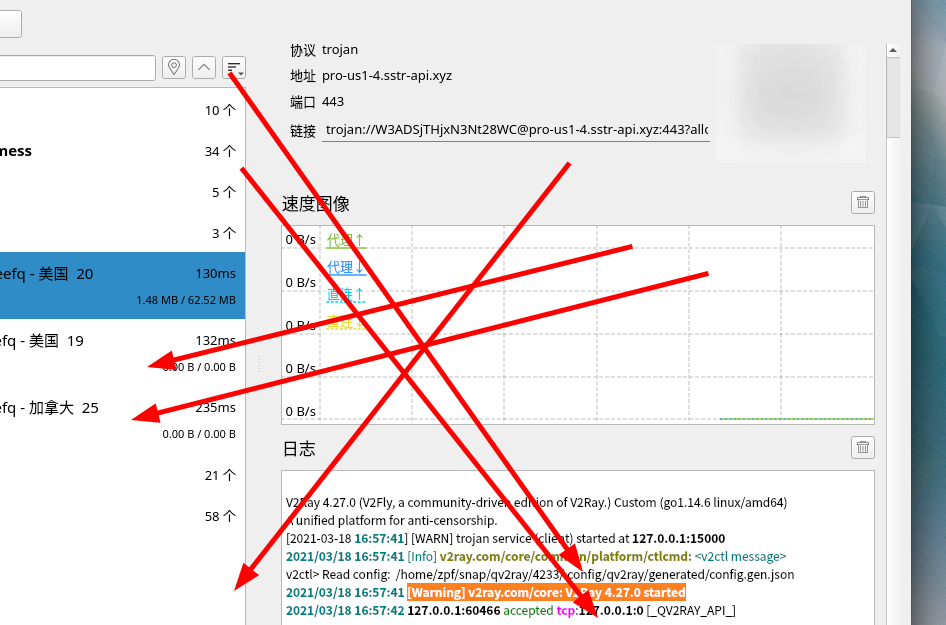 协议 trojan
地址 pro-us1-4.sstr-api.xyz
端口 443
链接 trojan://W3ADSjTHjxN3Nt28WC@pro-us1-4.sstr-api.xyz:443?allo
10 个
mess
34 个
5 个
3 个
eefq - 美国 20
130ms
1.48 MB / 62.52 MB
efq - 美国 19
132ms
0.00 B / 0.00 B
efq - 加拿大 25
235ms
0.00 B / 0.00 B
21 个
58 个
速度图像
0 B/s 代理↑
代理↓
0 B/s
直连↑
0 B/s 直连↓
0 B/s
0 B/s
日志
V2Ray 4.27.0 (V2Fly, a community-driven edition of V2Ray.) Custom (go1.14.6 linux/amd64)
A unified platform for anti-censorship.
[2021-03-18 16:57:41] [WARN] trojan service (client) started at 127.0.0.1:15000
2021/03/18 16:57:41 [Info] v2ray.com/core/common/platform/ctlcmd: <v2ctl message>
v2ctl> Read config: /home/zpf/snap/qv2ray/4233/.config/qv2ray/generated/config.gen.json
2021/03/18 16:57:41 [Warning] v2ray.com/core: V2Ray 4.27.0 started
2021/03/18 16:57:42 127.0.0.1:60466 accepted tcp:127.0.0.1:0 [_QV2RAY_API_]